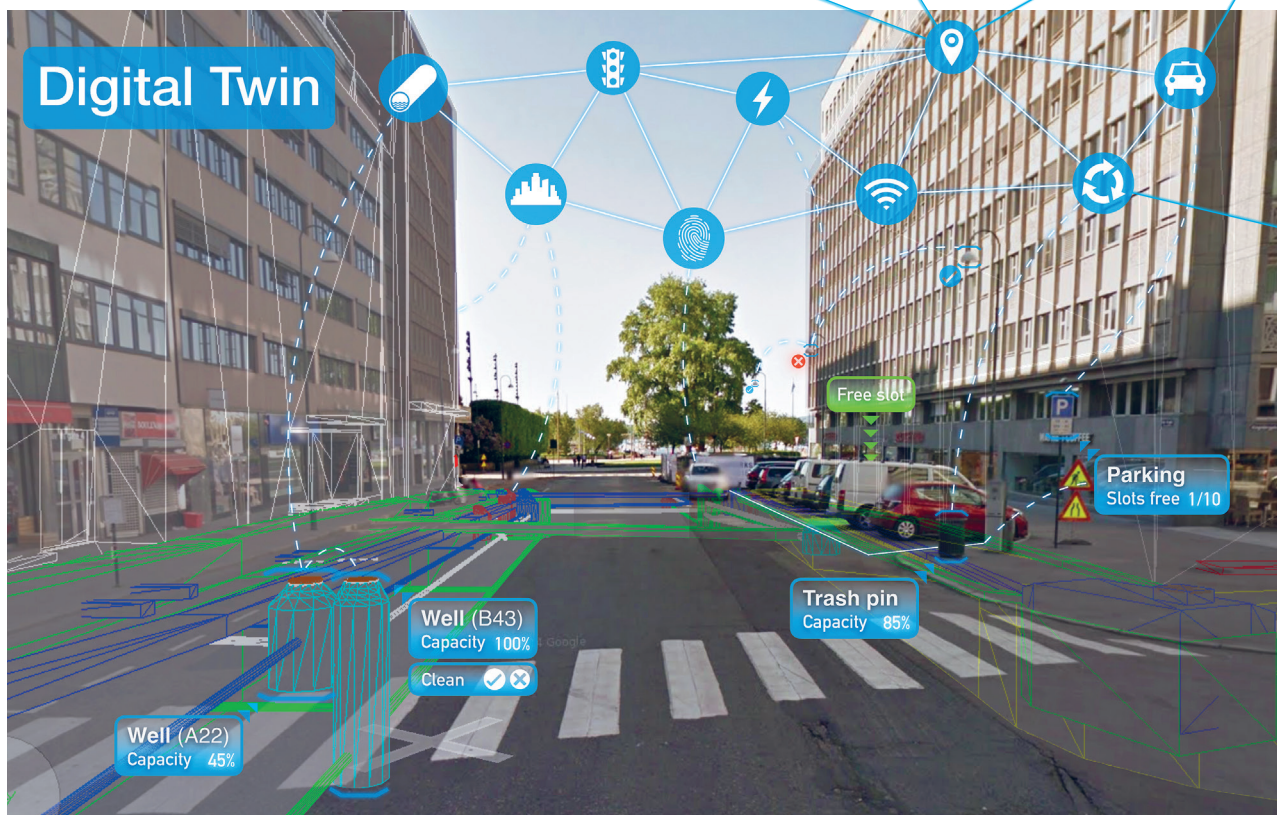 Digital Twin
Free slot
P
Parking
Slots free 1/10
Trash pin
Capacity 85%
Well (B43)
Capacity 100%
Google
Clean
Well (A22)
Capacity 45%